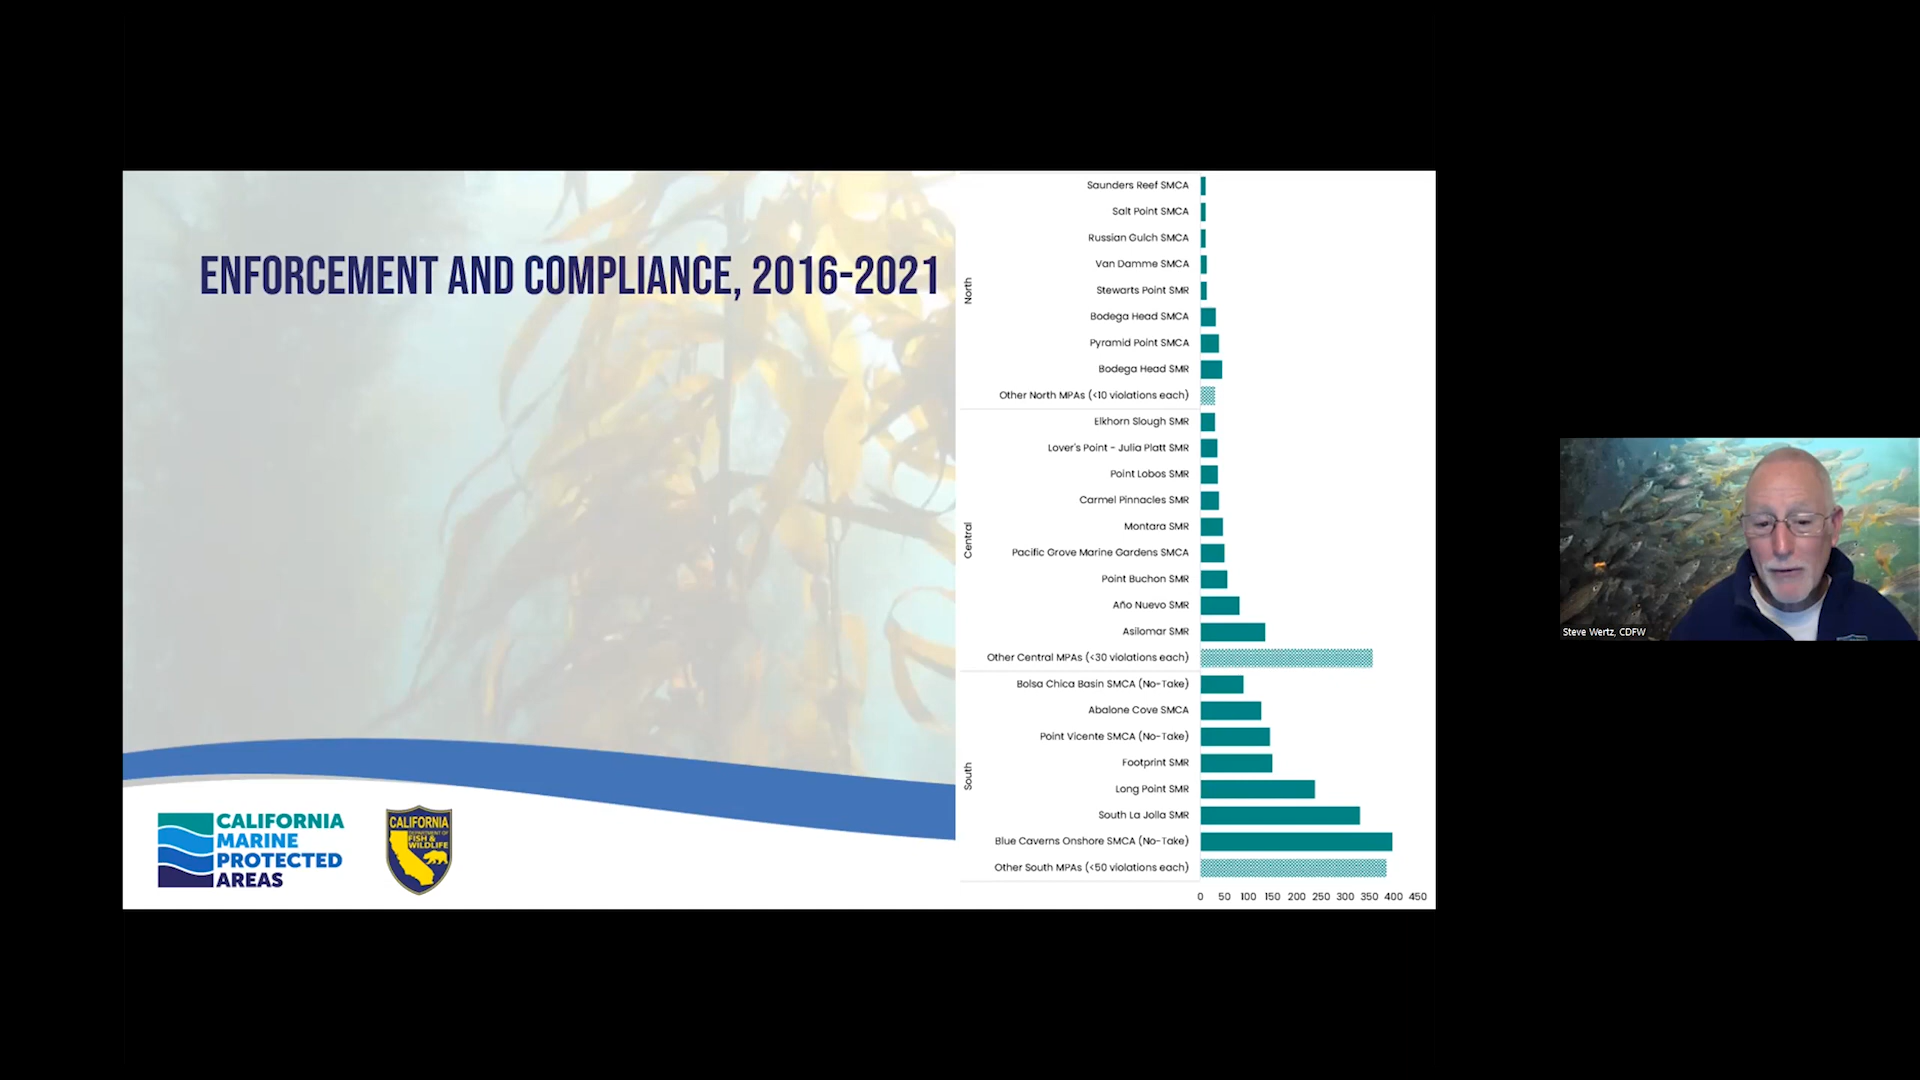 ENFORCEMENT AND COMPLIANCE, 2016-2021
CALIFORNIA
MARINE
PROTECTED
AREAS
CALIFORNIA
DEPARTMENT OF
FISH &
WILDLIFE
North
Saunders Reef SMCA
Salt Point SMCA
Russian Gulch SMCA
Van Damme SMCA
Stewarts Point SMR
Bodega Head SMCA
Pyramid Point SMCA
Bodega Head SMR
Other North MPAs (<10 violations each)
Central
Elkhorn Slough SMR
Lover's Point - Julia Platt SMR
Point Lobos SMR
Carmel Pinnacles SMR
Montara SMR
Pacific Grove Marine Gardens SMCA
Point Buchon SMR
Año Nuevo SMR
Asilomar SMR
Other Central MPAs (<30 violations each)
South
Bolsa Chica Basin SMCA (No-Take)
Abalone Cove SMCA
Point Vicente SMCA (No-Take)
Footprint SMR
Long Point SMR
South La Jolla SMR
Blue Caverns Onshore SMCA (No-Take)
Other South MPAs (<50 violations each)
0 50 100 150 200 250 300 350 400 450
Steve Wertz, CDFW